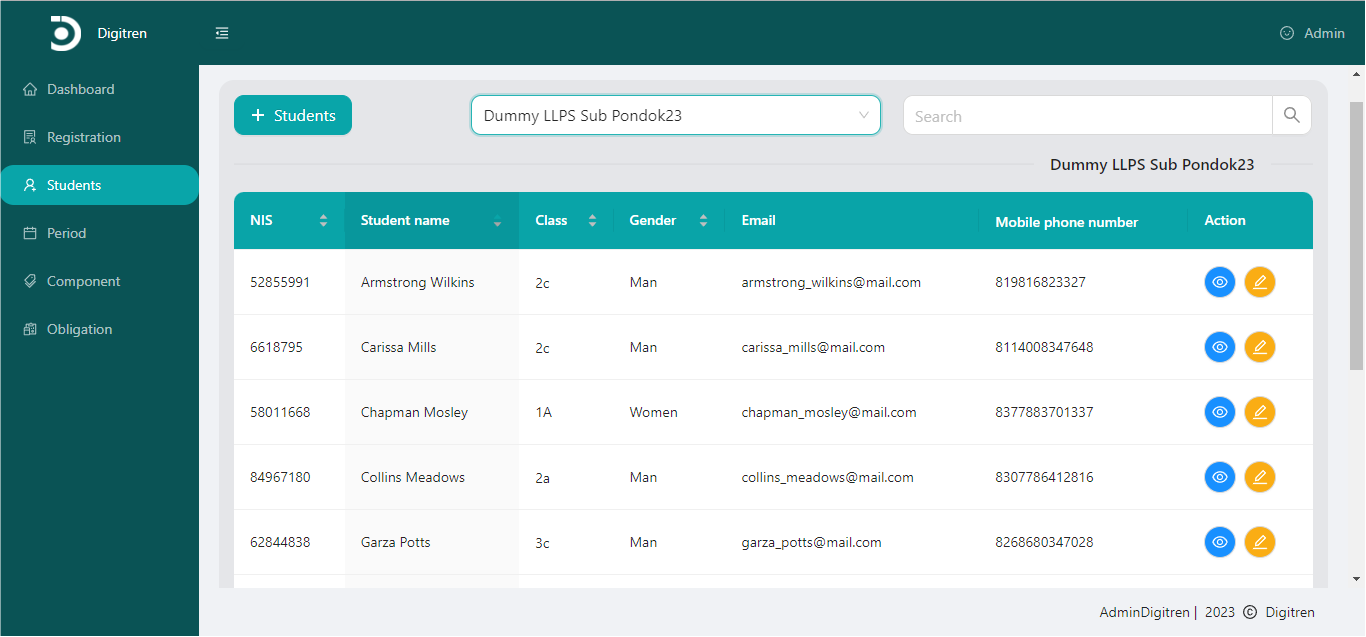 Digitren
Admin
Dashboard
Registration
Students
Period
Component
Obligation
+ Students
Dummy LLPS Sub Pondok23
Search
Dummy LLPS Sub Pondok23
NIS Student name Class Gender Email Mobile phone number Action
52855991 Armstrong Wilkins 2c Man armstrong_wilkins@mail.com 819816823327
6618795 Carissa Mills 2c Man carissa_mills@mail.com 8114008347648
58011668 Chapman Mosley 1A Women chapman_mosley@mail.com 8377883701337
84967180 Collins Meadows 2a Man collins_meadows@mail.com 8307786412816
62844838 Garza Potts 3c Man garza_potts@mail.com 8268680347028
AdminDigitren | 2023 © Digitren